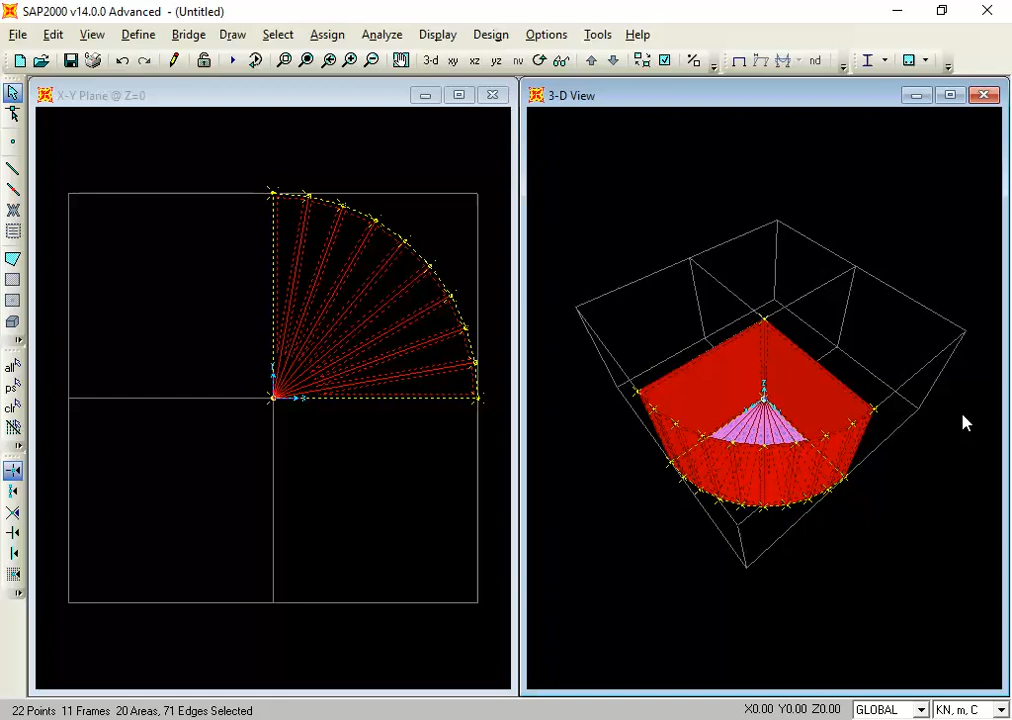 SAP2000 v14.0.0 Advanced - (Untitled)
File Edit View Define Bridge Draw Select Assign Analyze Display Design Options Tools Help
3-d xy xz yz nv nd
X-Y Plane @ Z=0
3-D View
all
ps
clr
22 Points 11 Frames 20 Areas, 71 Edges Selected
X0.00 Y0.00 Z0.00
GLOBAL
KN, m, C